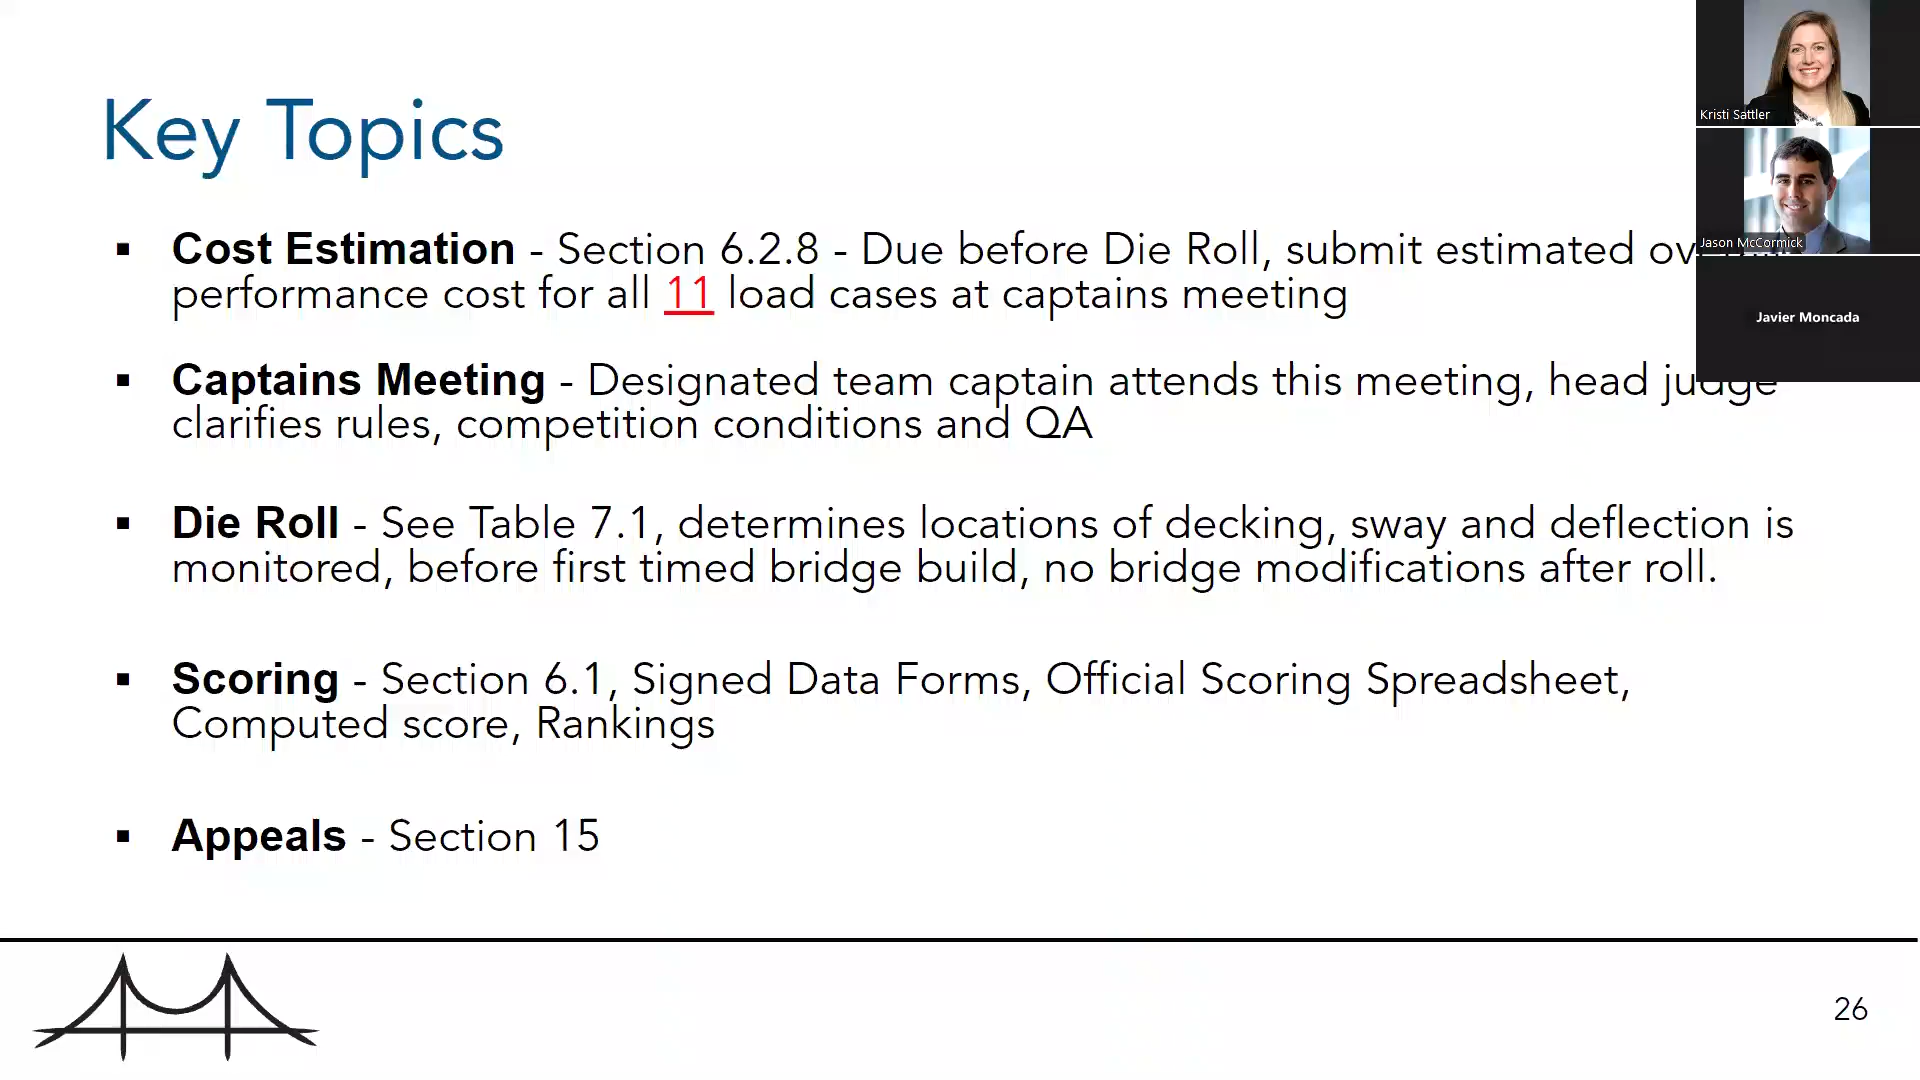 Key Topics
Kristi Sattler
Jason McCormick
Javier Moncada
▪ Cost Estimation - Section 6.2.8 - Due before Die Roll, submit estimated
performance cost for all 11 load cases at captains meeting
▪ Captains Meeting - Designated team captain attends this meeting, head judge
clarifies rules, competition conditions and QA
▪ Die Roll - See Table 7.1, determines locations of decking, sway and deflection is
monitored, before first timed bridge build, no bridge modifications after roll.
▪ Scoring - Section 6.1, Signed Data Forms, Official Scoring Spreadsheet,
Computed score, Rankings
▪ Appeals - Section 15
26